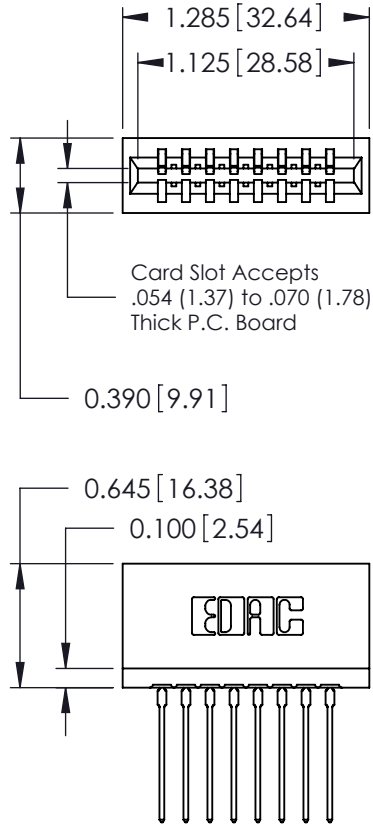 1.285 [32.64]
1.125 [28.58]
Card Slot Accepts
.054 (1.37) to .070 (1.78)
Thick P.C. Board
0.390 [9.91]
0.645 [16.38]
0.100 [2.54]
EDAC